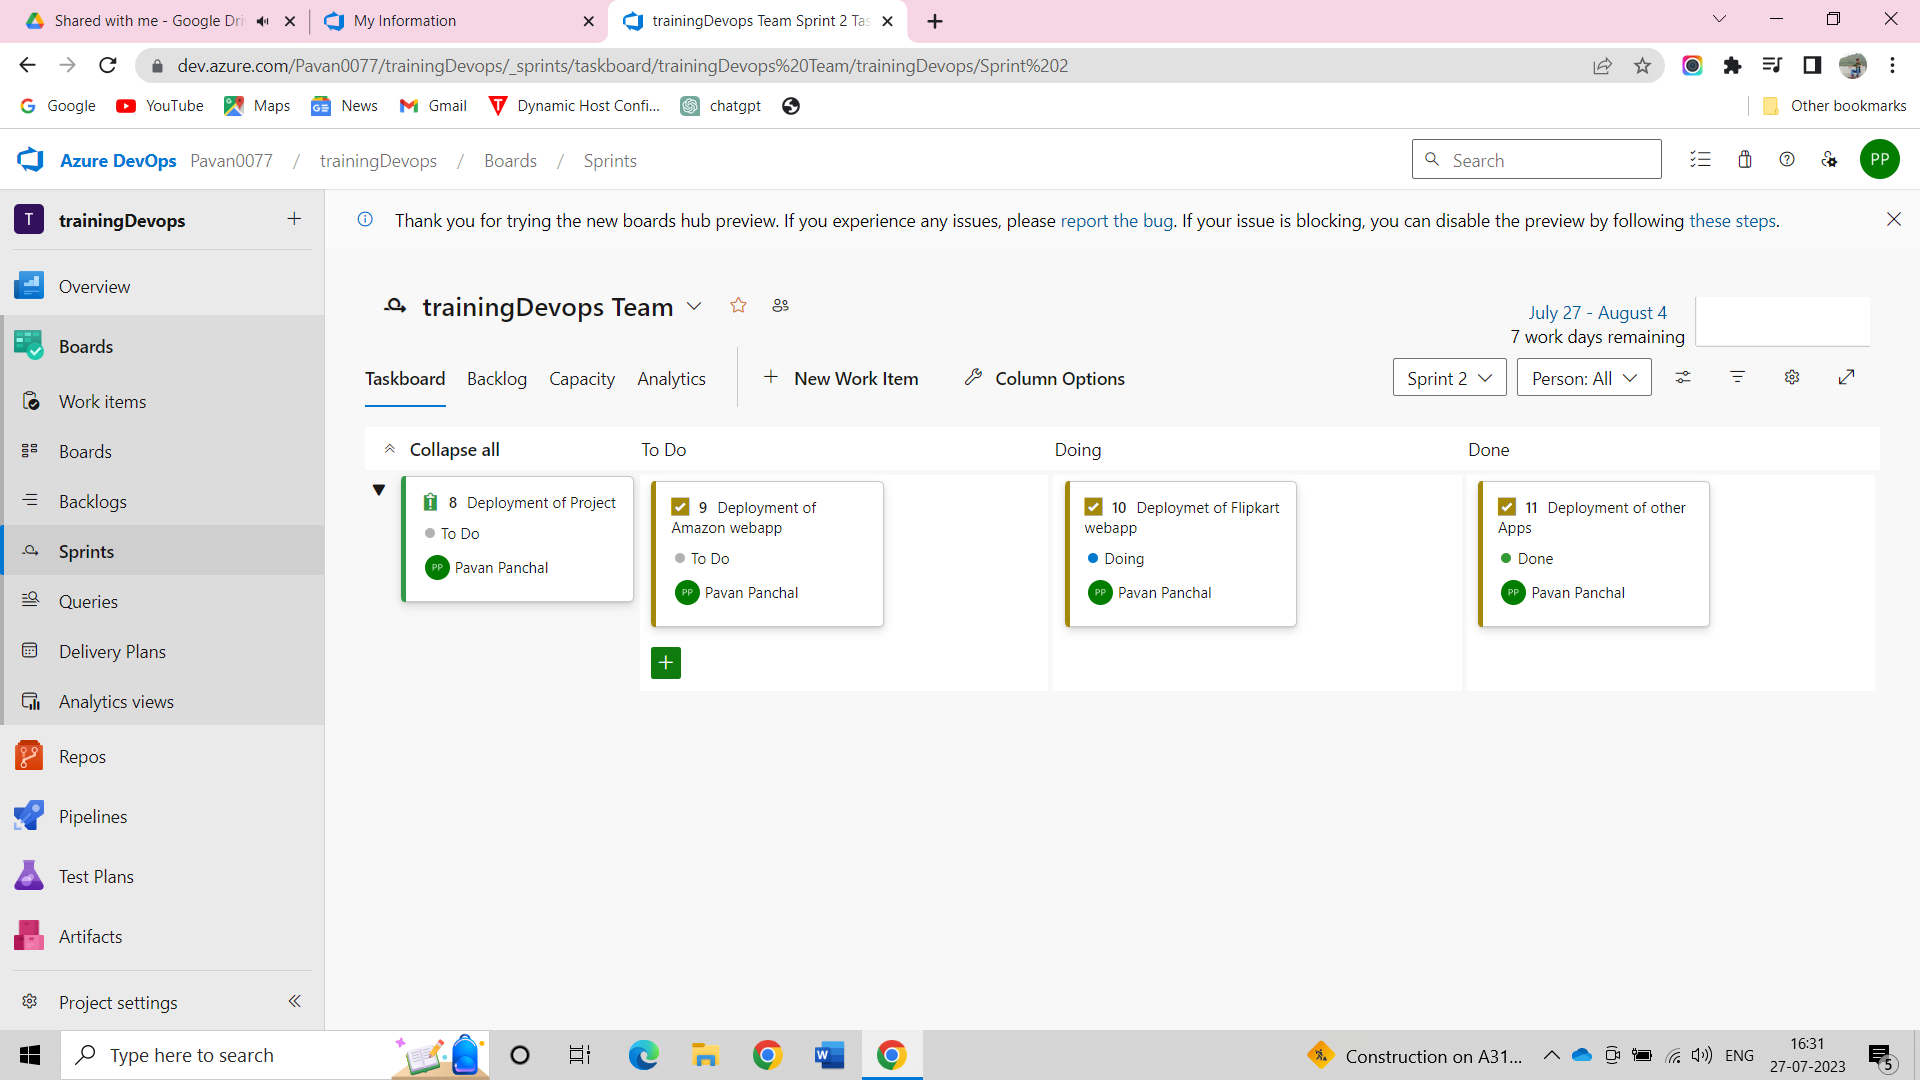 Shared with me - Google Dri
My Information
trainingDevops Team Sprint 2 Tas
dev.azure.com/Pavan0077/trainingDevops/_sprints/taskboard/trainingDevops%20Team/trainingDevops/Sprint%202
Google
YouTube
Maps
News
Gmail
Dynamic Host Confi...
chatgpt
Other bookmarks
Azure DevOps
Pavan0077 / trainingDevops / Boards / Sprints
Search
PP
T
trainingDevops
Thank you for trying the new boards hub preview. If you experience any issues, please report the bug. If your issue is blocking, you can disable the preview by following these steps.
Overview
Boards
Work items
Boards
Backlogs
Sprints
Queries
Delivery Plans
Analytics views
Repos
Pipelines
Test Plans
Artifacts
Project settings
trainingDevops Team
July 27 - August 4
7 work days remaining
Taskboard
Backlog
Capacity
Analytics
New Work Item
Column Options
Sprint 2
Person: All
Collapse all
To Do
Doing
Done
8 Deployment of Project
To Do
PP Pavan Panchal
9 Deployment of
Amazon webapp
To Do
PP Pavan Panchal
10 Deploymet of Flipkart
webapp
Doing
PP Pavan Panchal
11 Deployment of other
Apps
Done
PP Pavan Panchal
Type here to search
Construction on A31...
ENG
16:31
27-07-2023
5